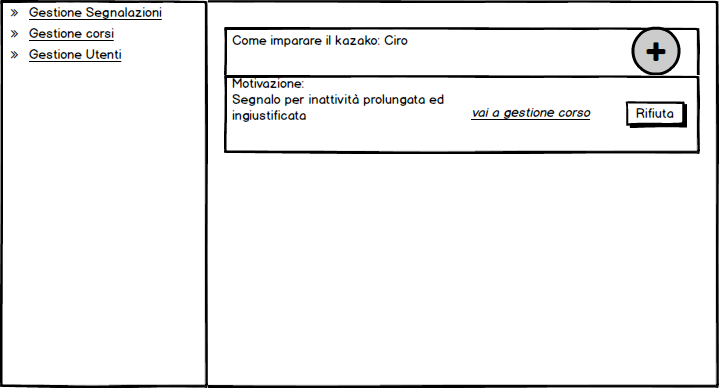 » Gestione Segnalazioni
» Gestione corsi
» Gestione Utenti
Come imparare il kazako: Ciro
+
Motivazione:
Segnalo per inattività prolungata ed
ingiustificata
vai a gestione corso
Rifiuta